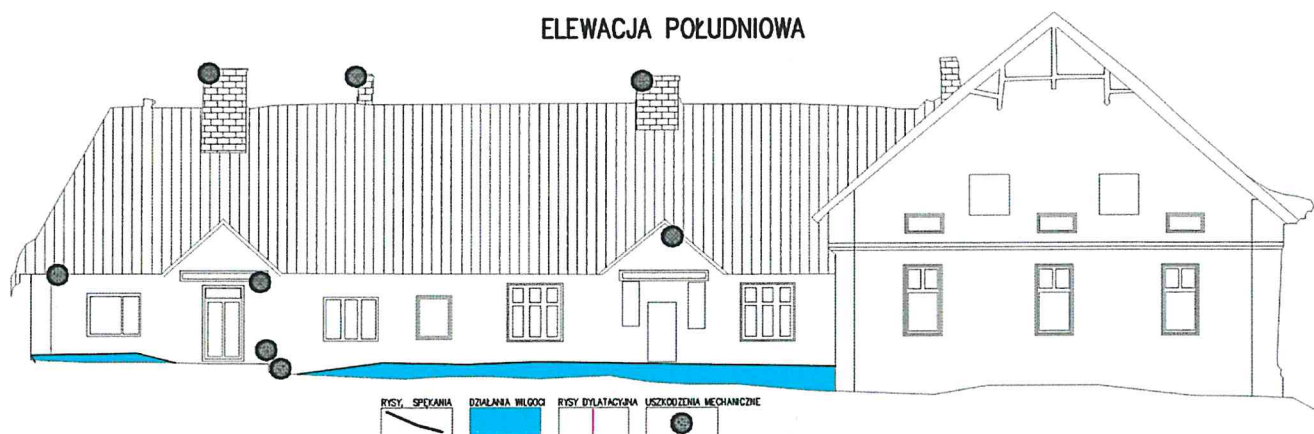 ELEWACJA POŁUDNIOWA
RYSY, SPĘKANIA DZIAŁANIA WILGOCI RYSY DYLATACYJNA USZKODZENIA MECHANICZNE